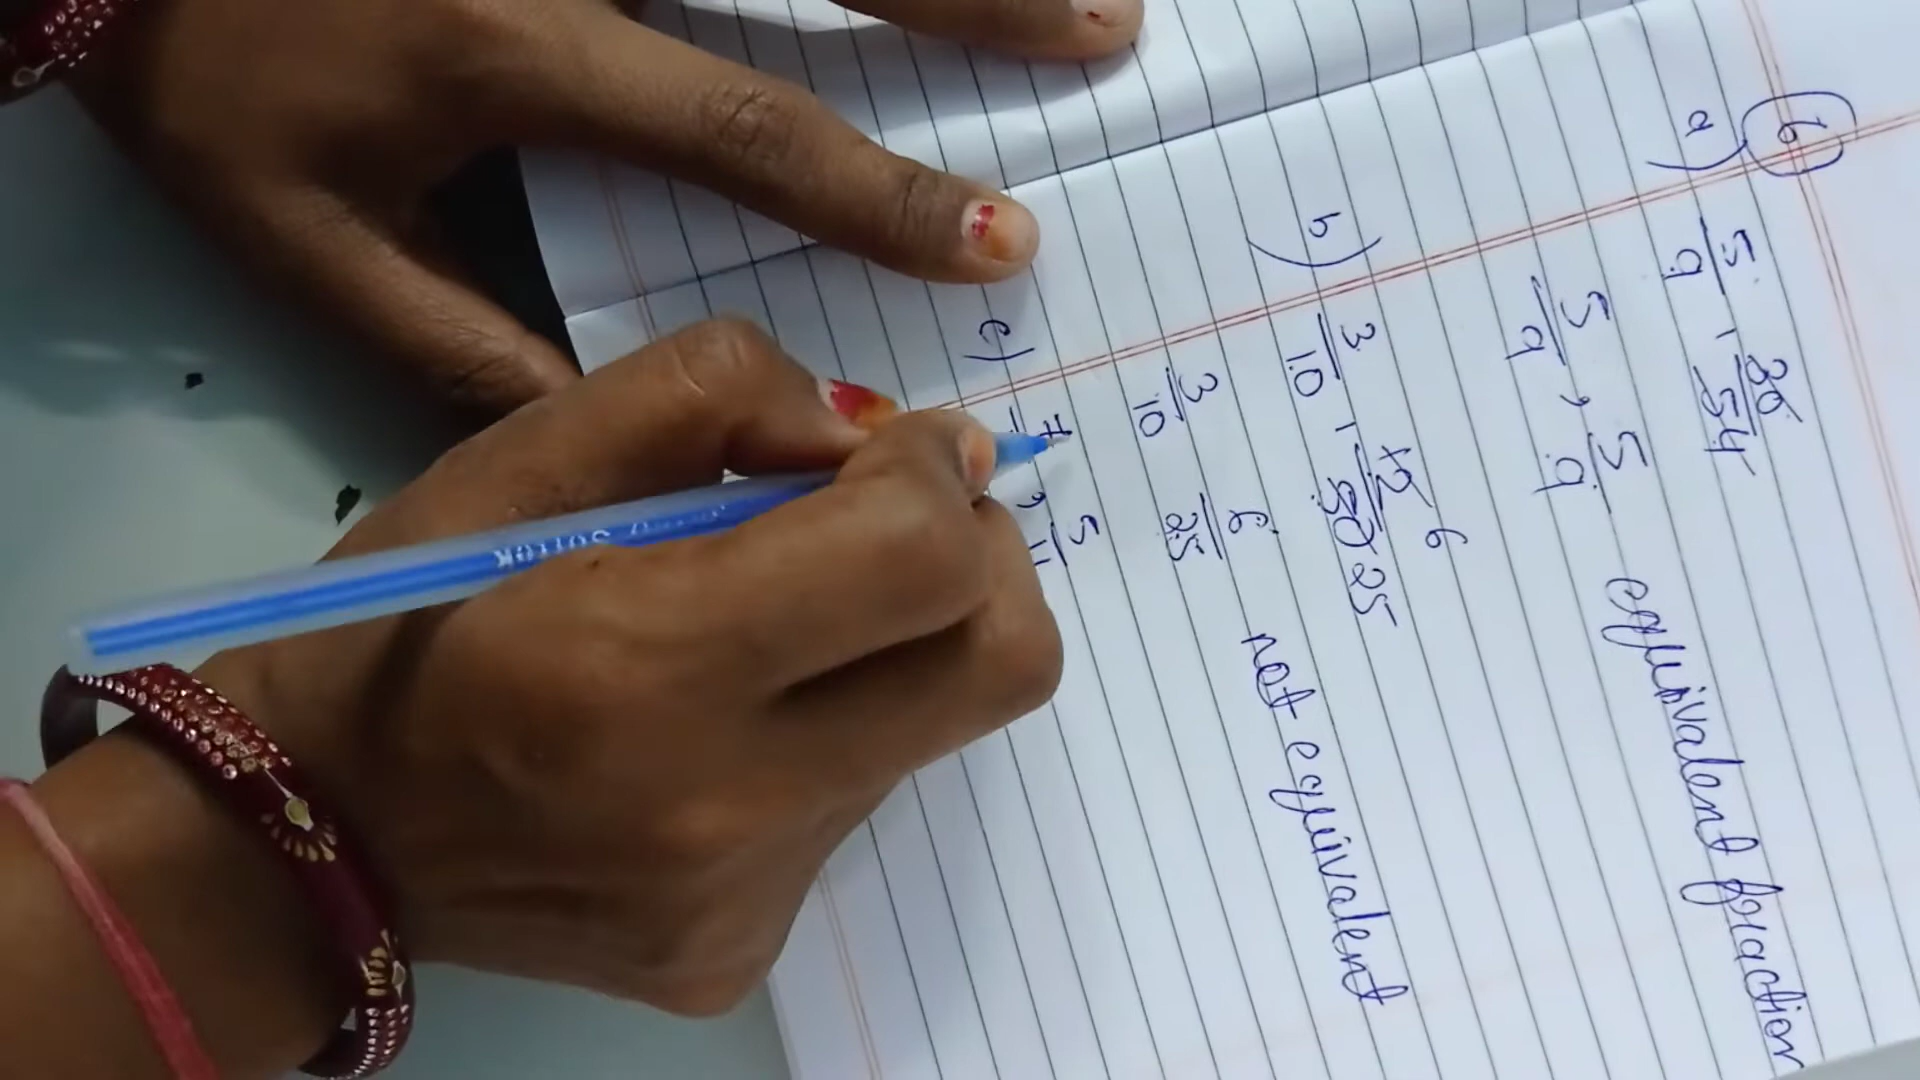 6
a) 5/9, 30/54
5/9, 5/9 equivalent fraction
b) 3/10, 12/50 6 25
3/10 6/25 not equivalent
c) 7/ , 5/11